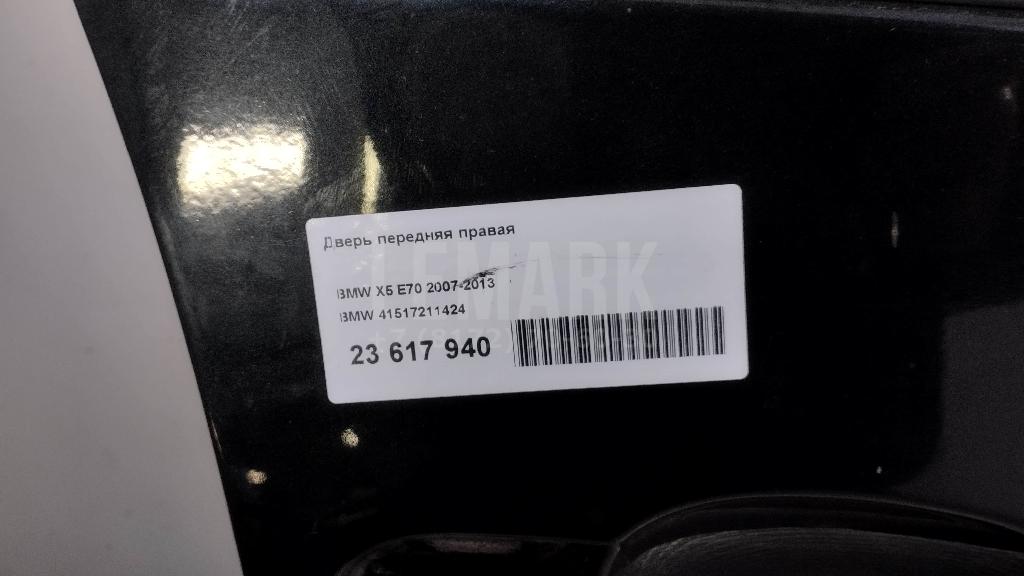 Дверь передняя правая
LEMARK
BMW X5 E70 2007-2013
BMW 41517211424
23 617 940